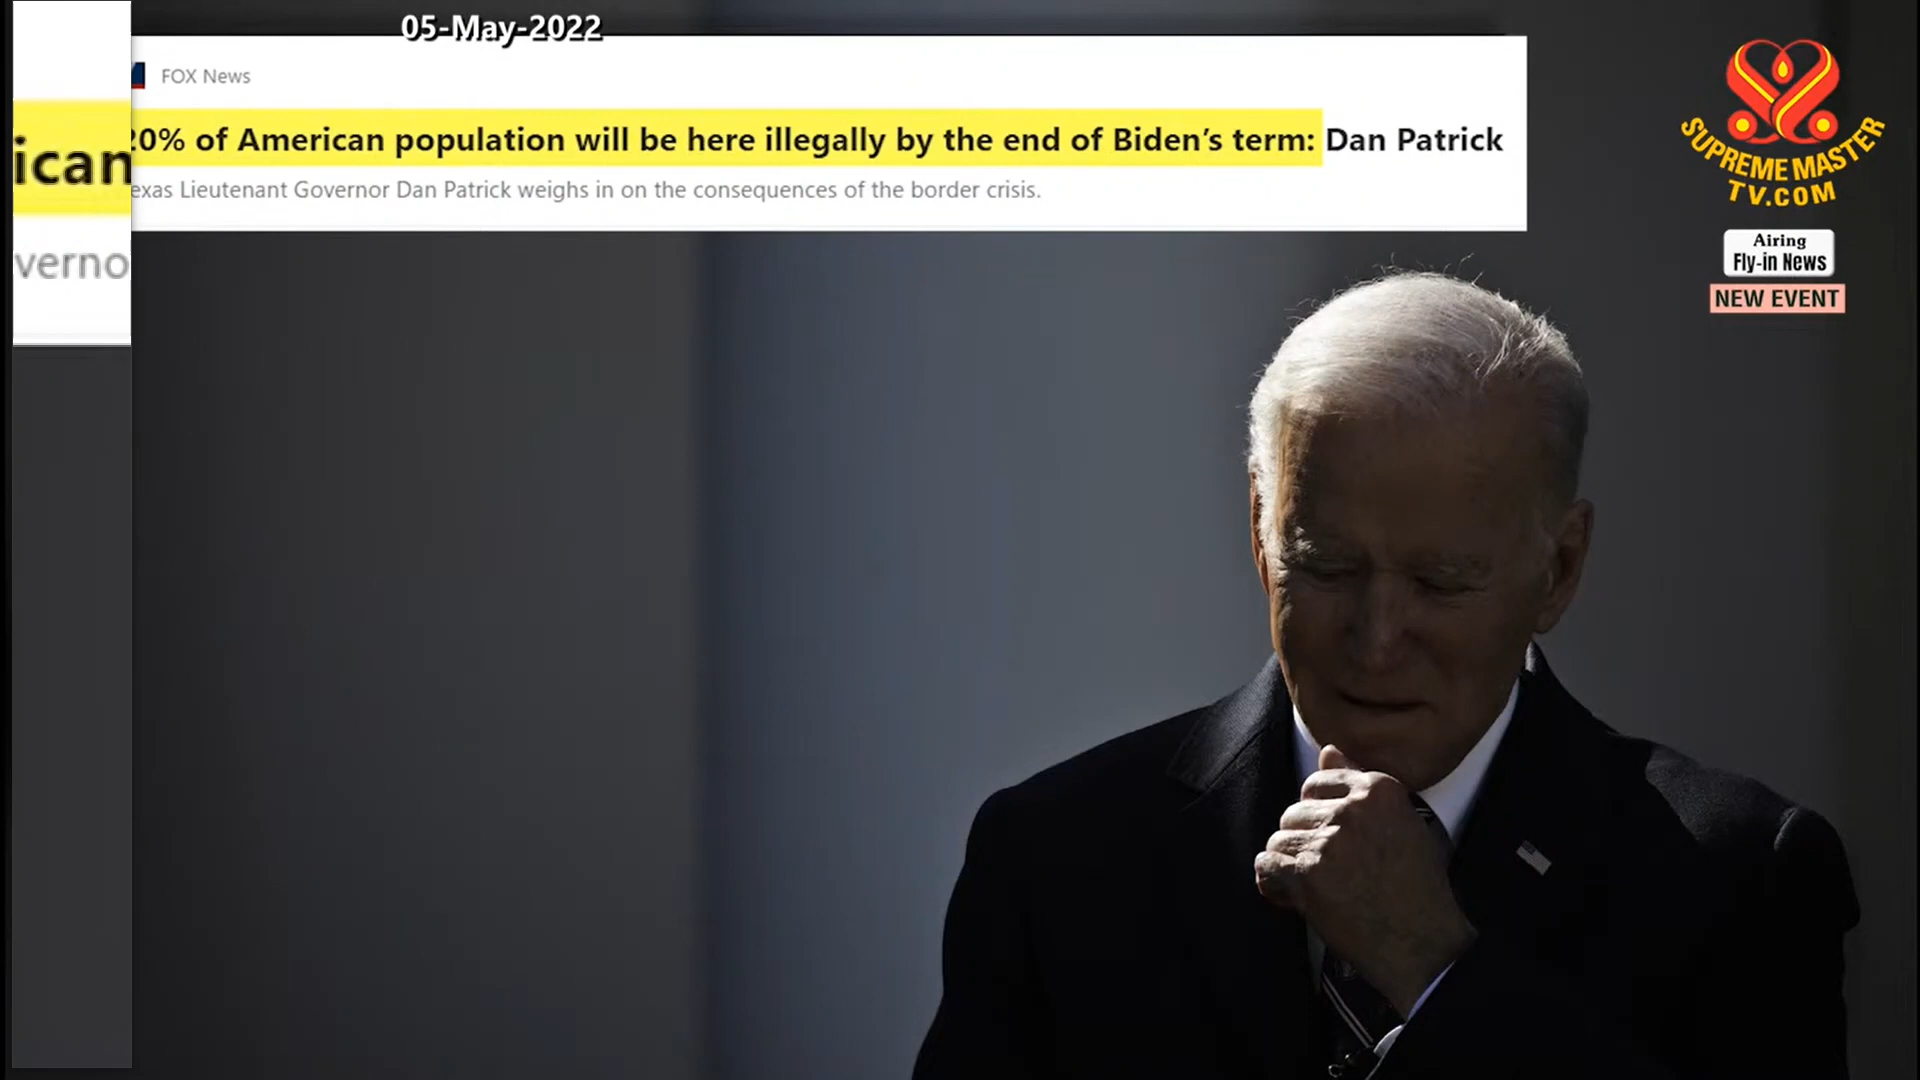 05-May-2022
FOX News
20% of American population will be here illegally by the end of Biden's term: Dan Patrick
exas Lieutenant Governor Dan Patrick weighs in on the consequences of the border crisis.
ican
verno
SUPREME MASTER
TV.COM
Airing
Fly-in News
NEW EVENT